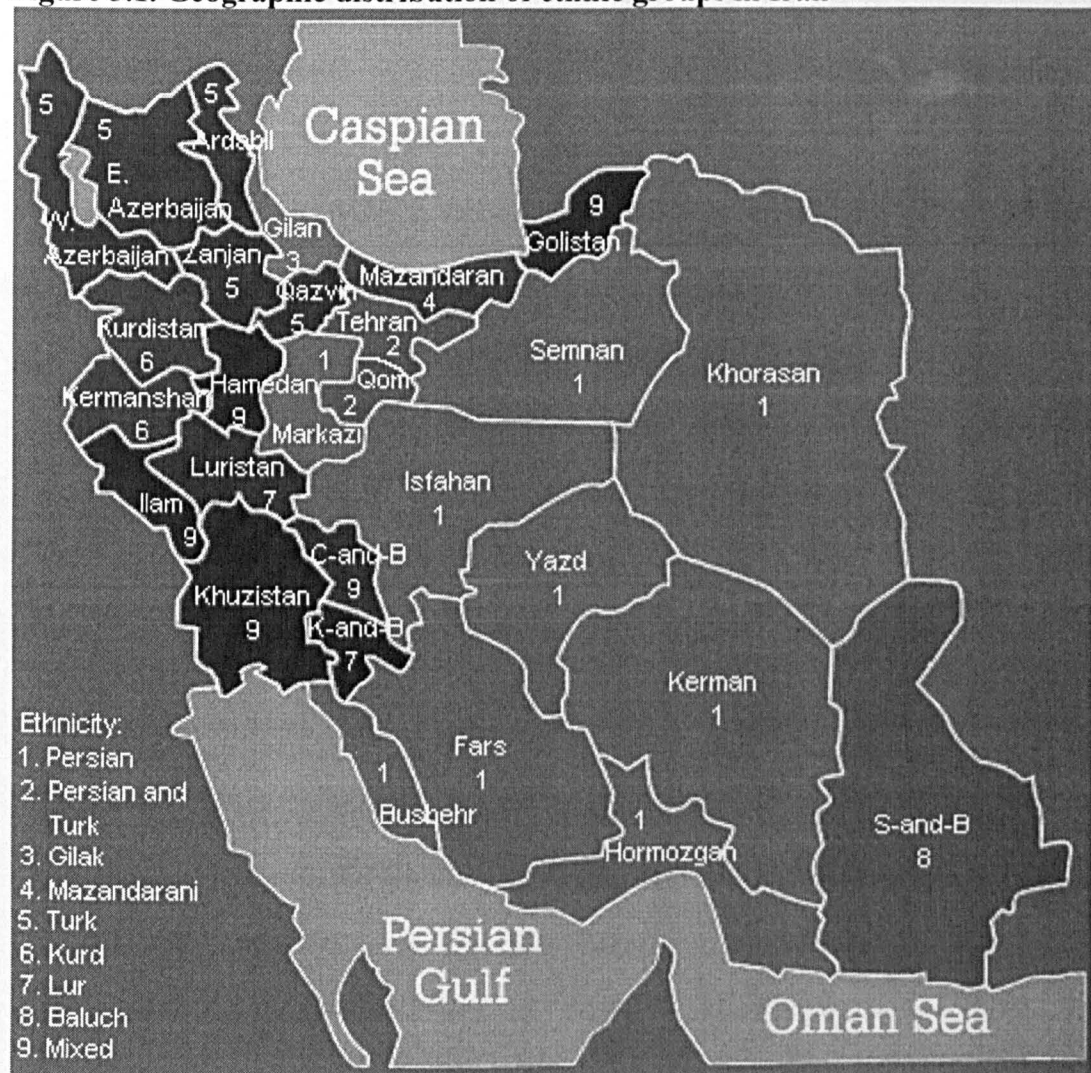 5
5
5
Ardabil
E.
Azerbaijan
W.
Azerbaijan
Caspian
Sea
Gilan
3
Zanjan
5
Qazvin
5
Mazandaran
4
9
Golistan
Tehran
2
Kurdistan
6
Hamedan
9
1
Markazi
Qom
2
Semnan
1
Khorasan
1
Kermanshah
6
Luristan
7
Ilam
9
Isfahan
1
C-and-B
9
Yazd
1
Khuzistan
9
K-and-B
7
Kerman
1
Fars
1
1
Bushehr
1
Hormozgan
S-and-B
8
Persian
Gulf
Oman Sea
Ethnicity:
1. Persian
2. Persian and
Turk
3. Gilak
4. Mazandarani
5. Turk
6. Kurd
7. Lur
8. Baluch
9. Mixed